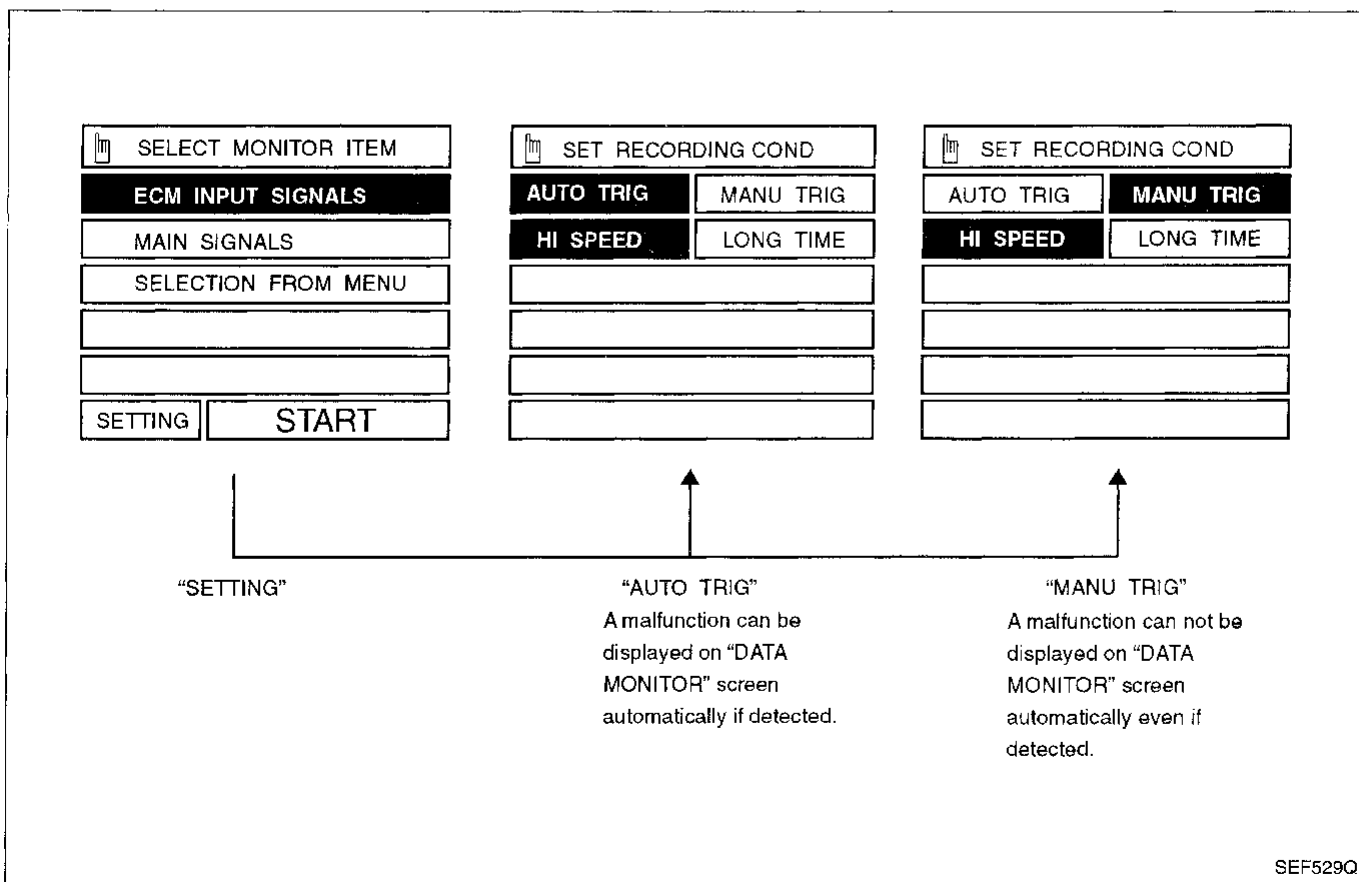 SELECT MONITOR ITEM
ECM INPUT SIGNALS
MAIN SIGNALS
SELECTION FROM MENU
SETTING START
SET RECORDING COND
AUTO TRIG MANU TRIG
HI SPEED LONG TIME
SET RECORDING COND
AUTO TRIG MANU TRIG
HI SPEED LONG TIME
“SETTING”
“AUTO TRIG”
A malfunction can be
displayed on “DATA
MONITOR” screen
automatically if detected.
“MANU TRIG”
A malfunction can not be
displayed on “DATA
MONITOR” screen
automatically even if
detected.
SEF529Q